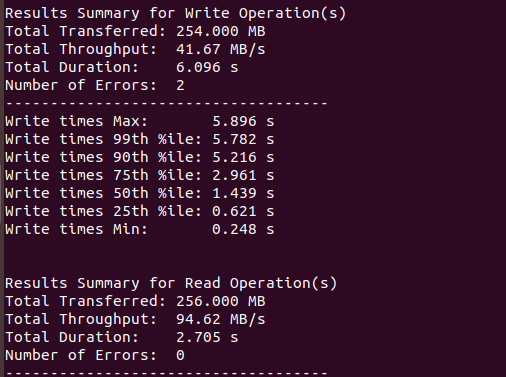 Results Summary for Write Operation(s)
Total Transferred: 254.000 MB
Total Throughput:  41.67 MB/s
Total Duration:    6.096 s
Number of Errors:  2
------------------------------------
Write times Max:       5.896 s
Write times 99th %ile: 5.782 s
Write times 90th %ile: 5.216 s
Write times 75th %ile: 2.961 s
Write times 50th %ile: 1.439 s
Write times 25th %ile: 0.621 s
Write times Min:       0.248 s
Results Summary for Read Operation(s)
Total Transferred: 256.000 MB
Total Throughput:  94.62 MB/s
Total Duration:    2.705 s
Number of Errors:  0
------------------------------------